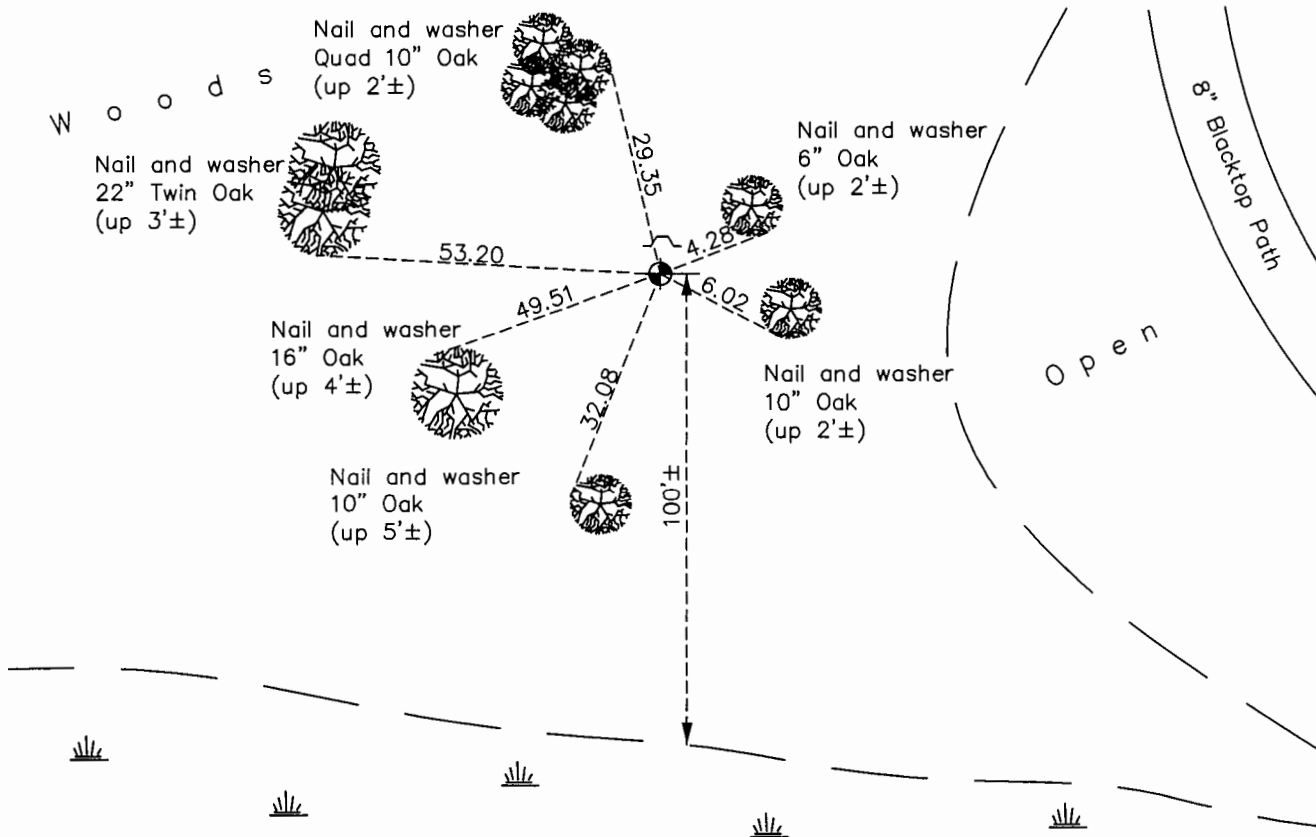 Nail and washer
Quad 10" Oak
(up 2'±)
Woods
Nail and washer
22" Twin Oak
(up 3'±)
29.35
Nail and washer
6" Oak
(up 2'±)
8" Blacktop Path
53.20
4.28
6.02
49.51
Nail and washer
16" Oak
(up 4'±)
Open
Nail and washer
10" Oak
(up 2'±)
32.08
100'±
Nail and washer
10" Oak
(up 5'±)